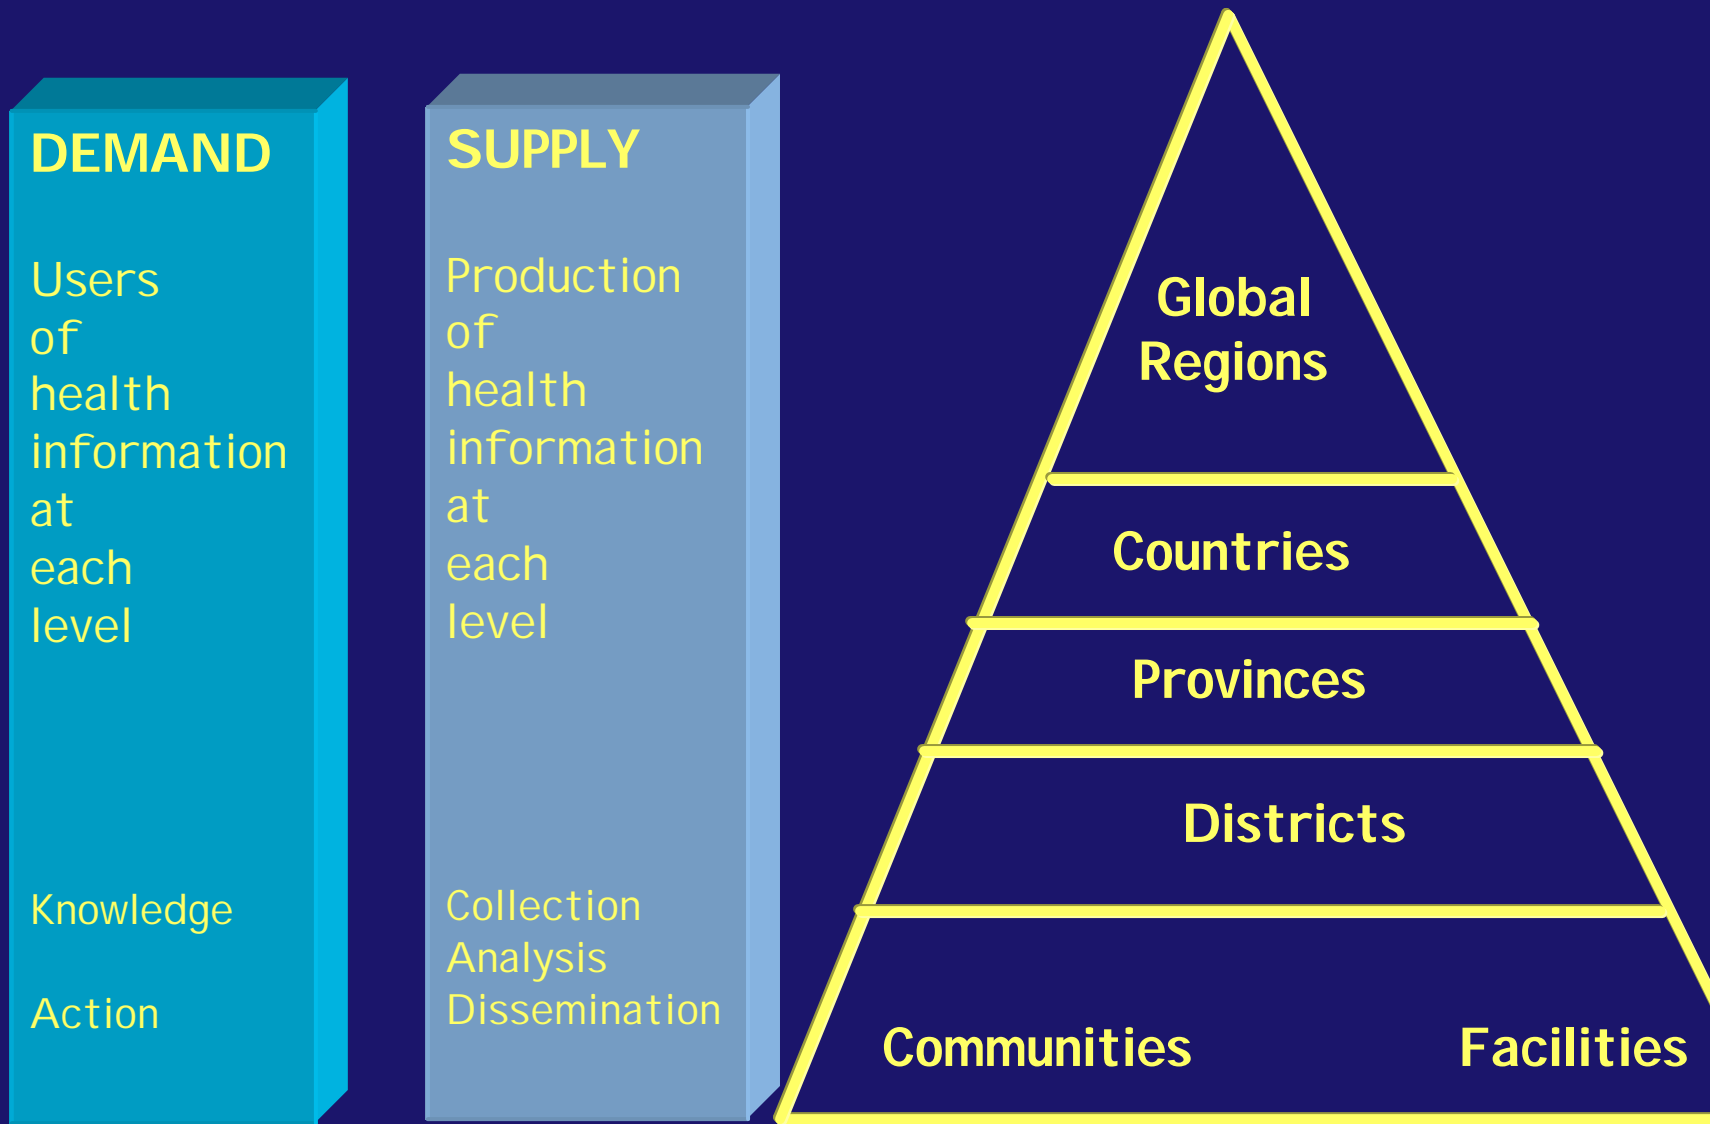 DEMAND
Users
of
health
information
at
each
level
Knowledge
Action
SUPPLY
Production
of
health
information
at
each
level
Collection
Analysis
Dissemination
Global
Regions
Countries
Provinces
Districts
Communities Facilities